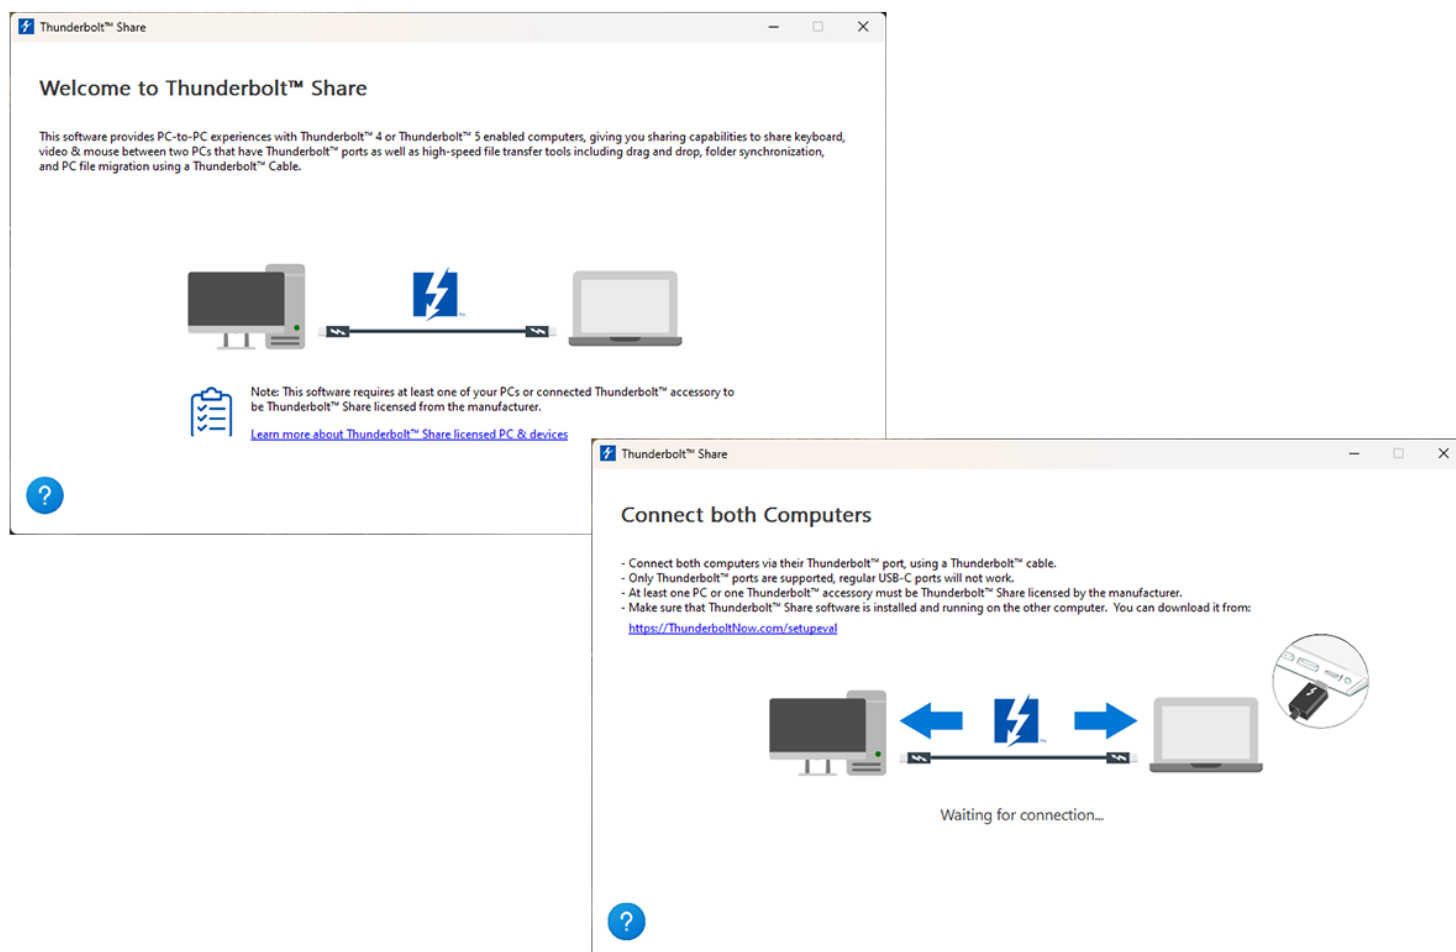 Thunderbolt™ Share
Welcome to Thunderbolt™ Share
This software provides PC-to-PC experiences with Thunderbolt™ 4 or Thunderbolt™ 5 enabled computers, giving you sharing capabilities to share keyboard,
video & mouse between two PCs that have Thunderbolt™ ports as well as high-speed file transfer tools including drag and drop, folder synchronization,
and PC file migration using a Thunderbolt™ Cable.
™
Note: This software requires at least one of your PCs or connected Thunderbolt™ accessory to
be Thunderbolt™ Share licensed from the manufacturer.
Learn more about Thunderbolt™ Share licensed PC & devices
?
Thunderbolt™ Share
Connect both Computers
- Connect both computers via their Thunderbolt™ port, using a Thunderbolt™ cable.
- Only Thunderbolt™ ports are supported, regular USB-C ports will not work.
- At least one PC or one Thunderbolt™ accessory must be Thunderbolt™ Share licensed by the manufacturer.
- Make sure that Thunderbolt™ Share software is installed and running on the other computer.  You can download it from:
https://ThunderboltNow.com/setupeval
™
Waiting for connection...
?